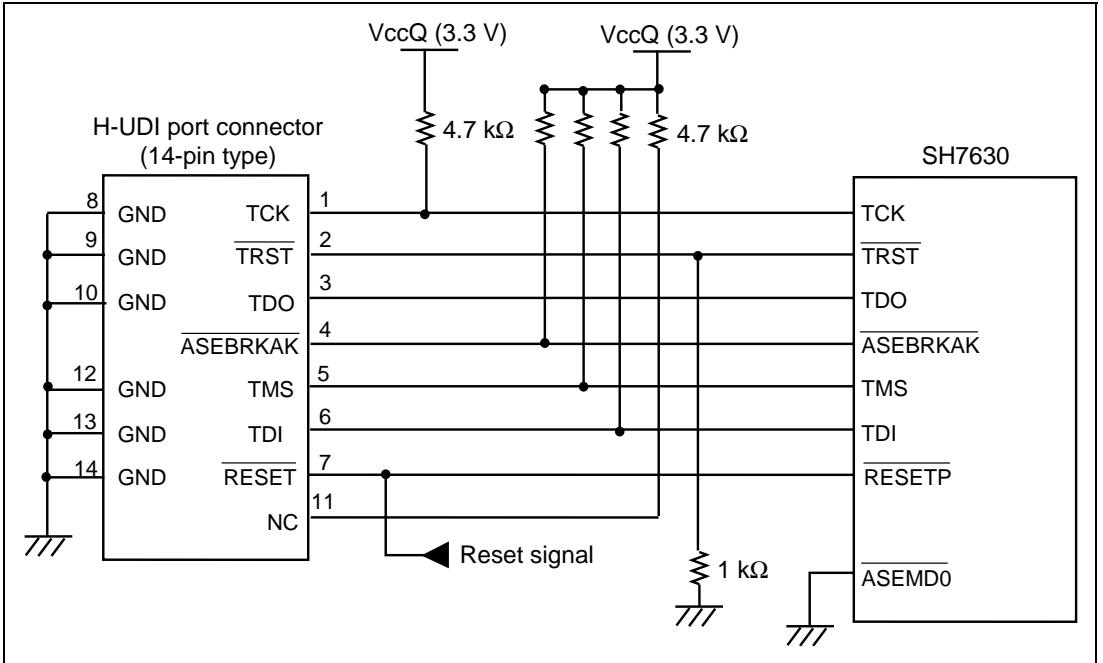 VccQ (3.3 V)
VccQ (3.3 V)
4.7 kΩ
4.7 kΩ
H-UDI port connector
(14-pin type)
SH7630
8 GND TCK 1 TCK
9 GND TRST 2 TRST
10 GND TDO 3 TDO
ASEBRKAK 4 ASEBRKAK
12 GND TMS 5 TMS
13 GND TDI 6 TDI
14 GND RESET 7 RESETP
NC 11
Reset signal
1 kΩ
ASEMD0